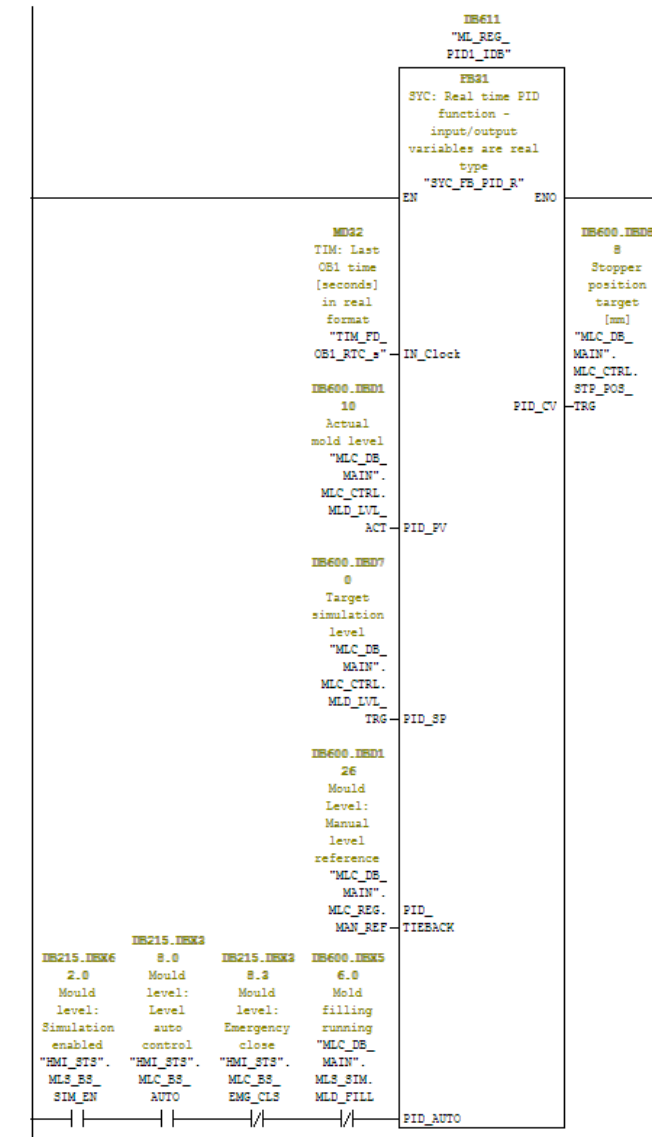 DB611
"ML_REG_
PID1_IDB"
FB31
SYC: Real time PID
function -
input/output
variables are real
type
"SYC_FB_PID_R"
EN ENO
MD32
TIM: Last
OB1 time
[seconds]
in real
format
"TIM_FD_
OB1_RTC_s"
IN_Clock
DB600.DBD8
8
Stopper
position
target
[mm]
"MLC_DB_
MAIN".
MLC_CTRL.
STP_POS_
TRG
PID_CV
DB600.DBD1
10
Actual
mold level
"MLC_DB_
MAIN".
MLC_CTRL.
MLD_LVL_
ACT
PID_PV
DB600.DBD7
0
Target
simulation
level
"MLC_DB_
MAIN".
MLC_CTRL.
MLD_LVL_
TRG
PID_SP
DB600.DBD1
26
Mould
Level:
Manual
level
reference
"MLC_DB_
MAIN".
MLC_REG.
MAN_REF
PID_
TIEBACK
DB215.DBX6
2.0
Mould
level:
Simulation
enabled
"HMI_STS".
MLS_BS_
SIM_EN
DB215.DBX3
8.0
Mould
level:
Level
auto
control
"HMI_STS".
MLC_BS_
AUTO
DB215.DBX3
8.3
Mould
level:
Emergency
close
"HMI_STS".
MLC_BS_
EMG_CLS
DB600.DBX5
6.0
Mold
filling
running
"MLC_DB_
MAIN".
MLS_SIM.
MLD_FILL
PID_AUTO